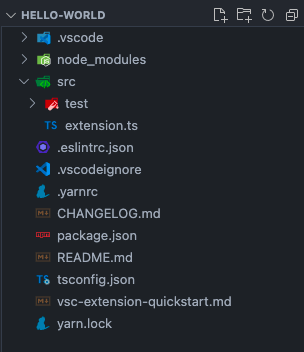 HELLO-WORLD
.vscode
node_modules
src
test
TS extension.ts
.eslintrc.json
.vscodeignore
.yarnrc
CHANGELOG.md
package.json
README.md
TS tsconfig.json
vsc-extension-quickstart.md
yarn.lock